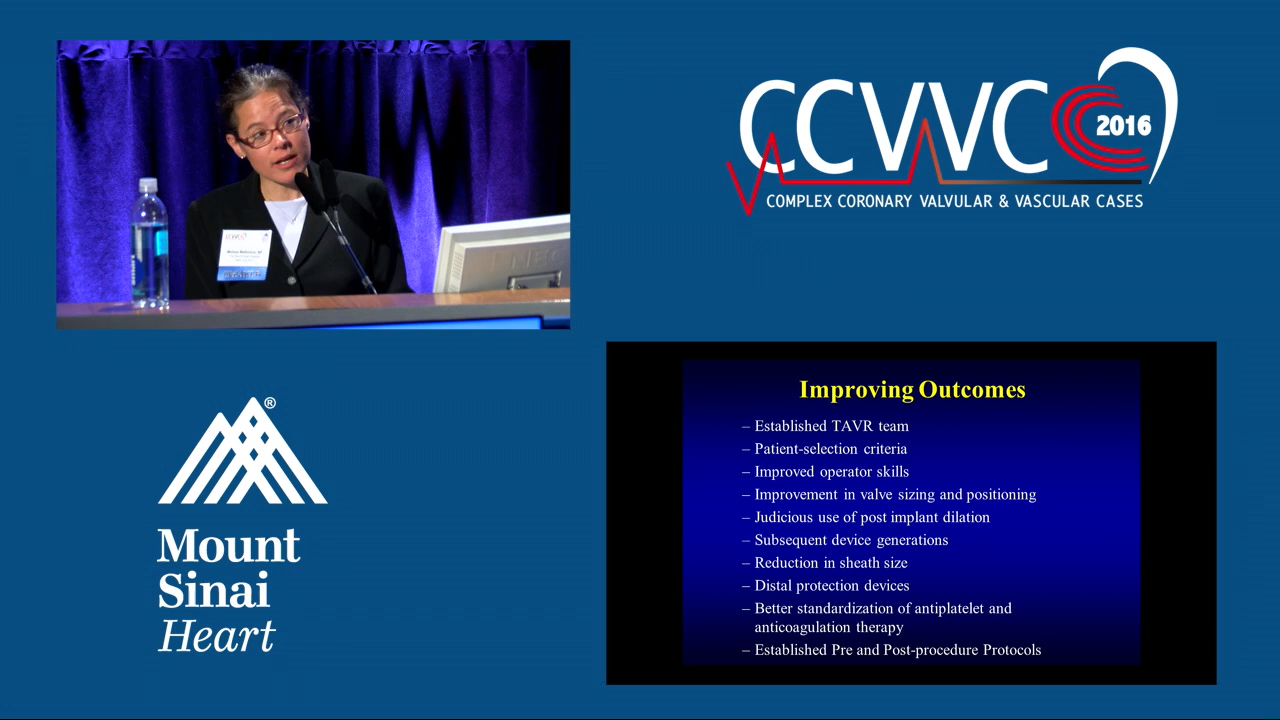 CCVVC
2016
COMPLEX CORONARY VALVULAR & VASCULAR CASES
®
Mount
Sinai
Heart
Improving Outcomes
– Established TAVR team
– Patient-selection criteria
– Improved operator skills
– Improvement in valve sizing and positioning
– Judicious use of post implant dilation
– Subsequent device generations
– Reduction in sheath size
– Distal protection devices
– Better standardization of antiplatelet and
anticoagulation therapy
– Established Pre and Post-procedure Protocols